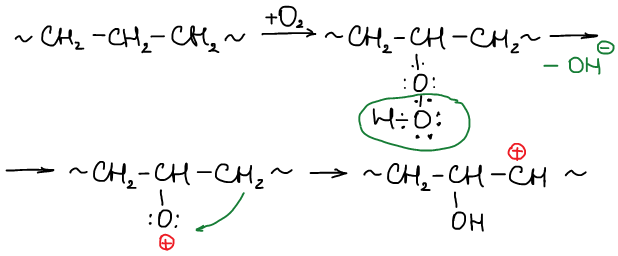 ~ CH₂ – CH₂ – CH₂ ~ +O₂ → ~ CH₂ – CH – CH₂ ~ →
:O: – OH⊖
H÷O:
→ ~ CH₂ – CH – CH₂ ~ → ~ CH₂ – CH – CH ~
:O: ⊕
⊕ OH